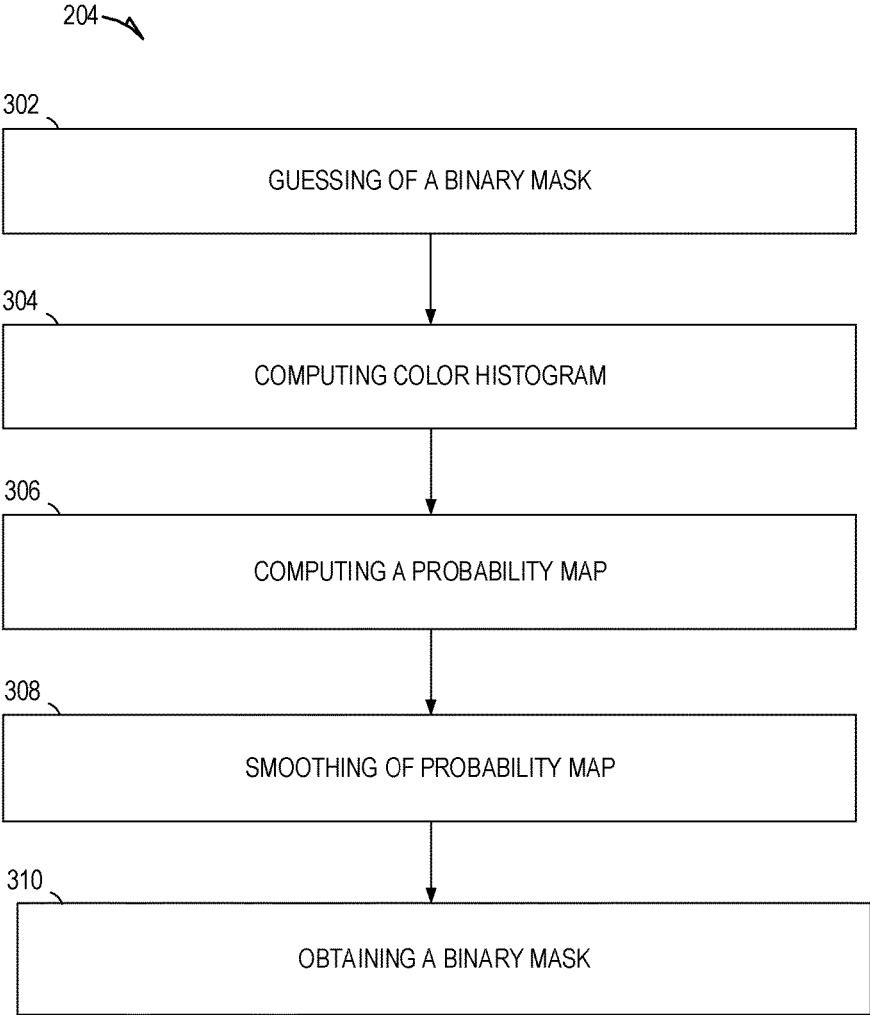 204
302
GUESSING OF A BINARY MASK
304
COMPUTING COLOR HISTOGRAM
306
COMPUTING A PROBABILITY MAP
308
SMOOTHING OF PROBABILITY MAP
310
OBTAINING A BINARY MASK